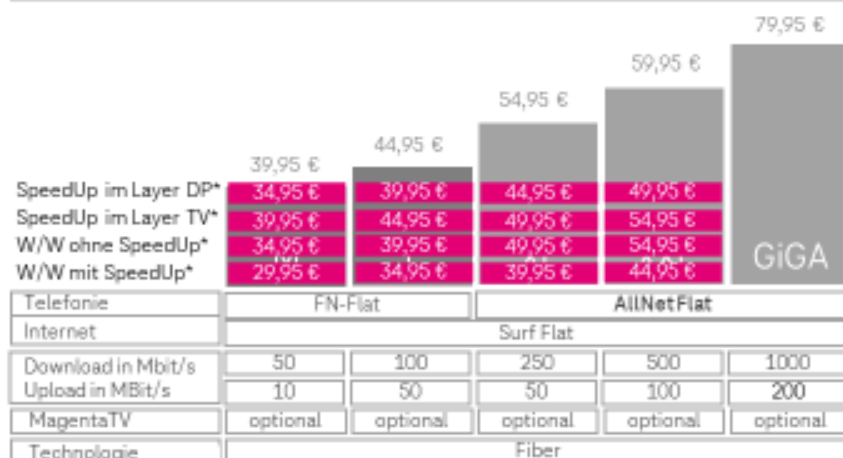 79,95 €
59,95 €
54,95 €
44,95 €
39,95 €
SpeedUp im Layer DP* 34,95 € 39,95 € 44,95 € 49,95 €
SpeedUp im Layer TV* 39,95 € 44,95 € 49,95 € 54,95 €
W/W ohne SpeedUp* 34,95 € 39,95 € 49,95 € 54,95 €
GiGA
W/W mit SpeedUp* 29,95 € 34,95 € 39,95 € 44,95 €
Telefonie FN-Flat AllNetFlat
Internet Surf Flat
Download in Mbit/s 50 100 250 500 1000
Upload in MBit/s 10 50 50 100 200
MagentaTV optional optional optional optional optional
Technologie Fiber